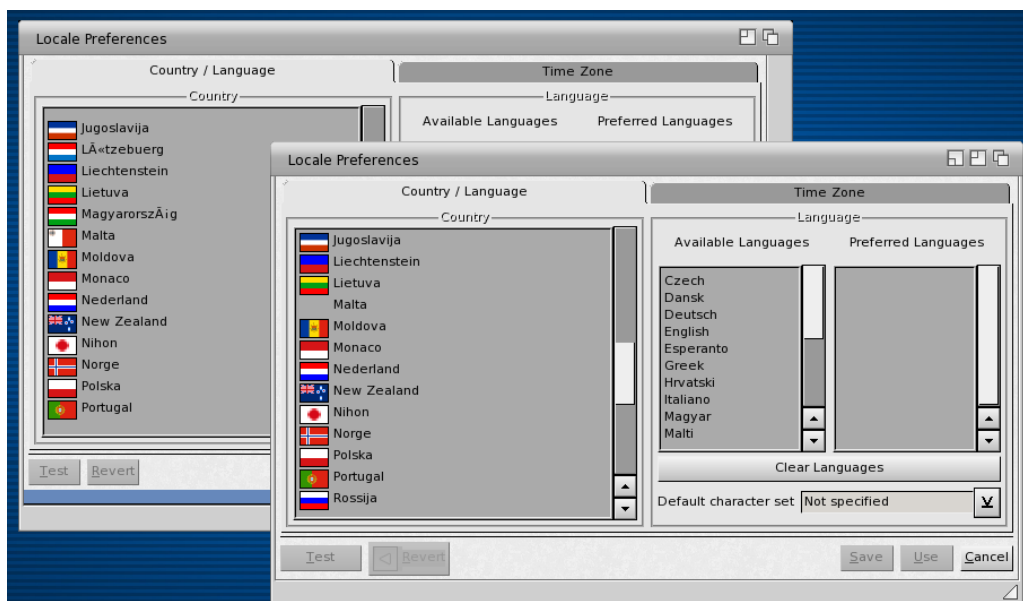 Locale Preferences
Country / Language
Time Zone
Country
Language
Available Languages
Preferred Languages
Jugoslavija
LÃ«tzebuerg
Liechtenstein
Lietuva
MagyarorszÃ¡ig
Malta
Moldova
Monaco
Nederland
New Zealand
Nihon
Norge
Polska
Portugal
Test
Revert
Locale Preferences
Country / Language
Time Zone
Country
Jugoslavija
Liechtenstein
Lietuva
Malta
Moldova
Monaco
Nederland
New Zealand
Nihon
Norge
Polska
Portugal
Rossija
Language
Available Languages
Preferred Languages
Czech
Dansk
Deutsch
English
Esperanto
Greek
Hrvatski
Italiano
Magyar
Malti
Clear Languages
Default character set
Not specified
Test
Revert
Save
Use
Cancel